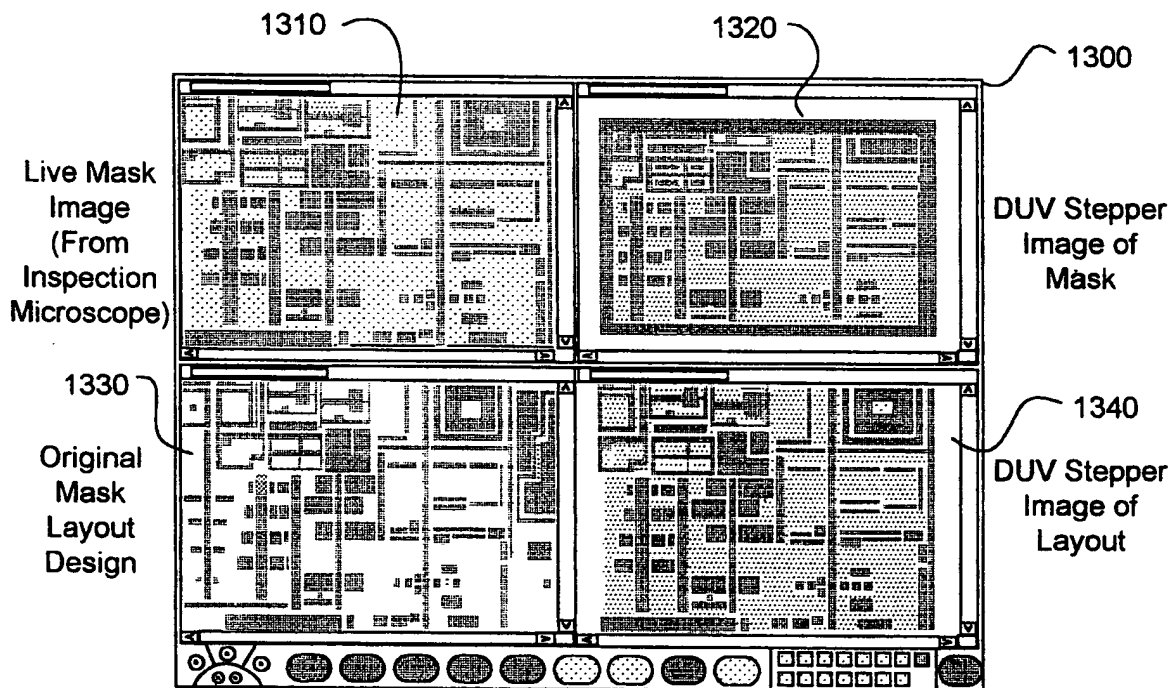 1310
1320
1300
Live Mask
Image
(From
Inspection
Microscope)
DUV Stepper
Image of
Mask
1330
Original
Mask
Layout
Design
1340
DUV Stepper
Image of
Layout